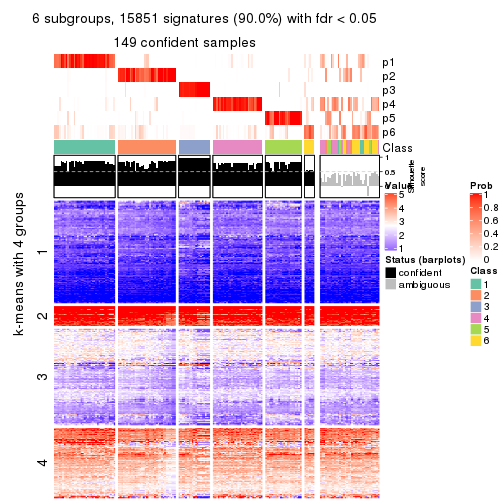 6 subgroups, 15851 signatures (90.0%) with fdr < 0.05
149 confident samples
p1
p2
p3
p4
p5
p6
Class
1
0.5
0
Silhouette
score
k-means with 4 groups
1
2
3
4
Value
5
4
3
2
1
Status (barplots)
confident
ambiguous
Prob
1
0.8
0.6
0.4
0.2
0
Class
1
2
3
4
5
6